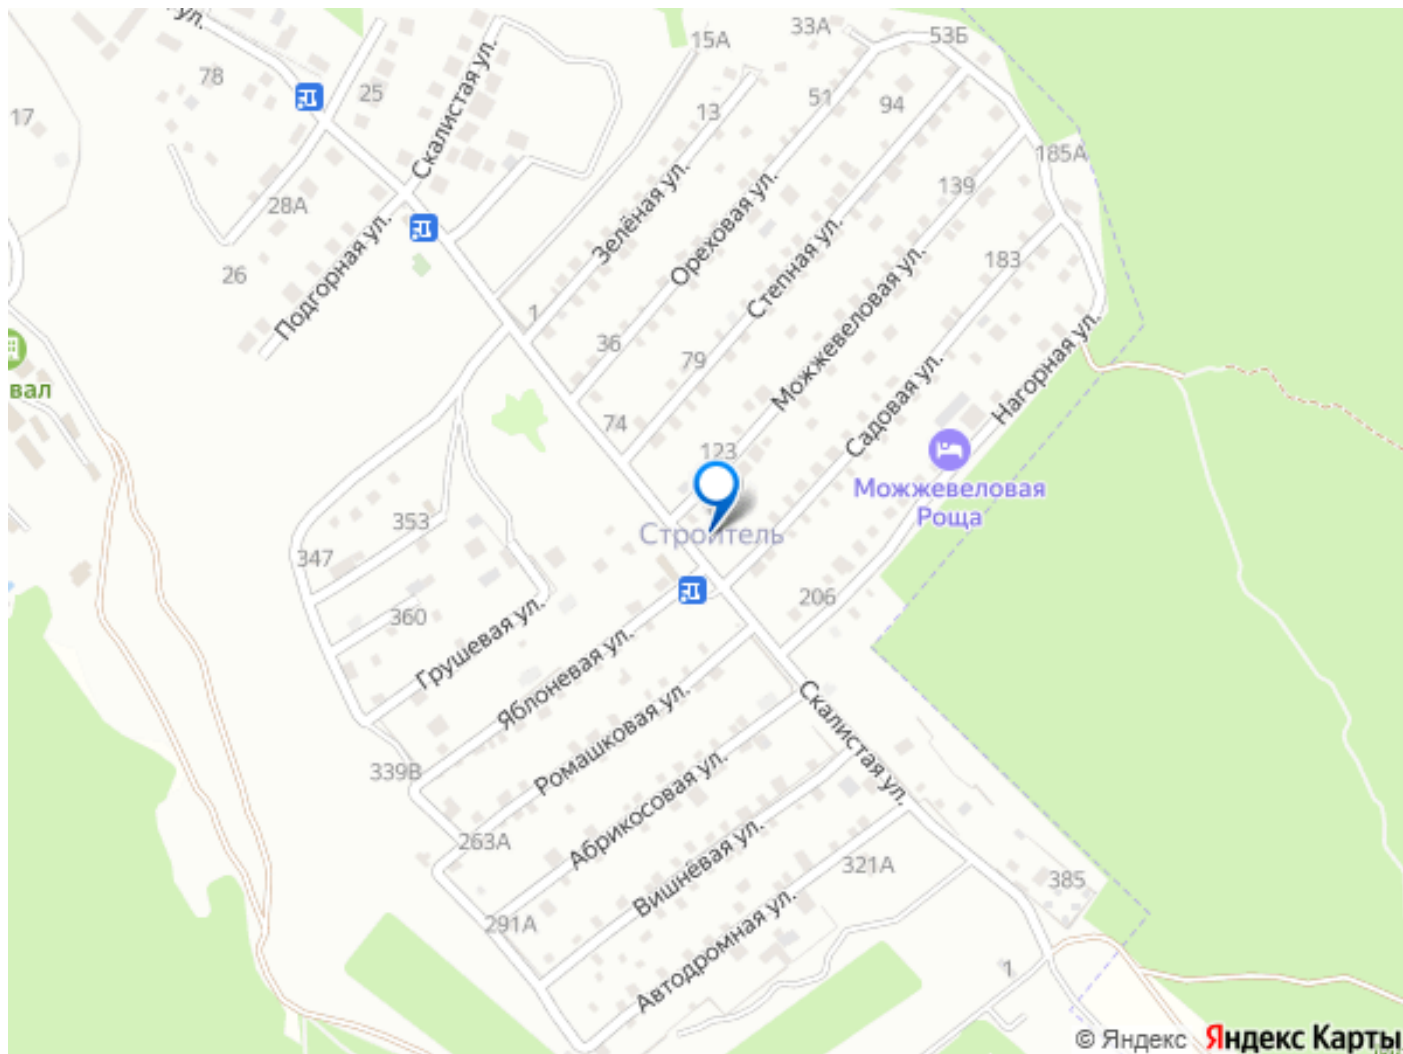 ул.
78
25
17
Скалистая ул.
15А
33А
53Б
13
51
94
185А
139
28А
26
Подгорная ул.
Зелёная ул.
Ореховая ул.
Степная ул.
Можжевеловая ул.
183
1
36
79
74
123
Садовая ул.
Нагорная ул.
вал
Можжевеловая
Роща
Строитель
353
347
360
206
Грушевая ул.
Яблоневая ул.
Ромашковая ул.
Скалистая ул.
339В
263А
Абрикосовая ул.
Вишнёвая ул.
321А
385
291А
Автодромная ул.
1
© Яндекс Яндекс Карты